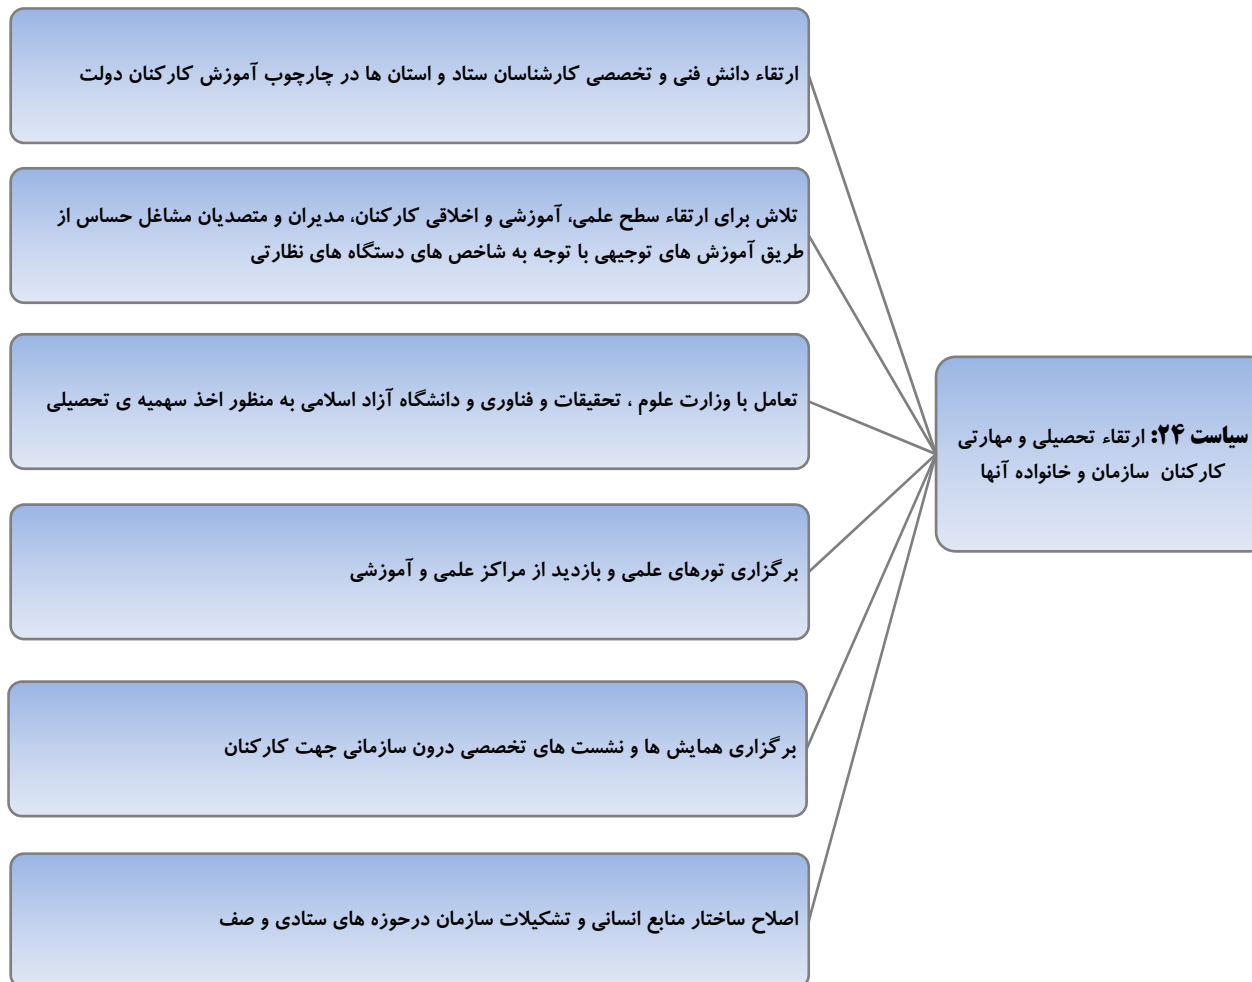 سیاست ۲۴: ارتقاء تحصیلی و مهارتی
کارکنان سازمان و خانواده آنها
ارتقاء دانش فنی و تخصصی کارشناسان ستاد و استان ها در چارچوب آموزش کارکنان دولت
تلاش برای ارتقاء سطح علمی، آموزشی و اخلاقی کارکنان، مدیران و متصدیان مشاغل حساس از
طریق آموزش های توجیهی با توجه به شاخص های دستگاه های نظارتی
تعامل با وزارت علوم ، تحقیقات و فناوری و دانشگاه آزاد اسلامی به منظور اخذ سهمیه ی تحصیلی
برگزاری تورهای علمی و بازدید از مراکز علمی و آموزشی
برگزاری همایش ها و نشست های تخصصی درون سازمانی جهت کارکنان
اصلاح ساختار منابع انسانی و تشکیلات سازمان درحوزه های ستادی و صف